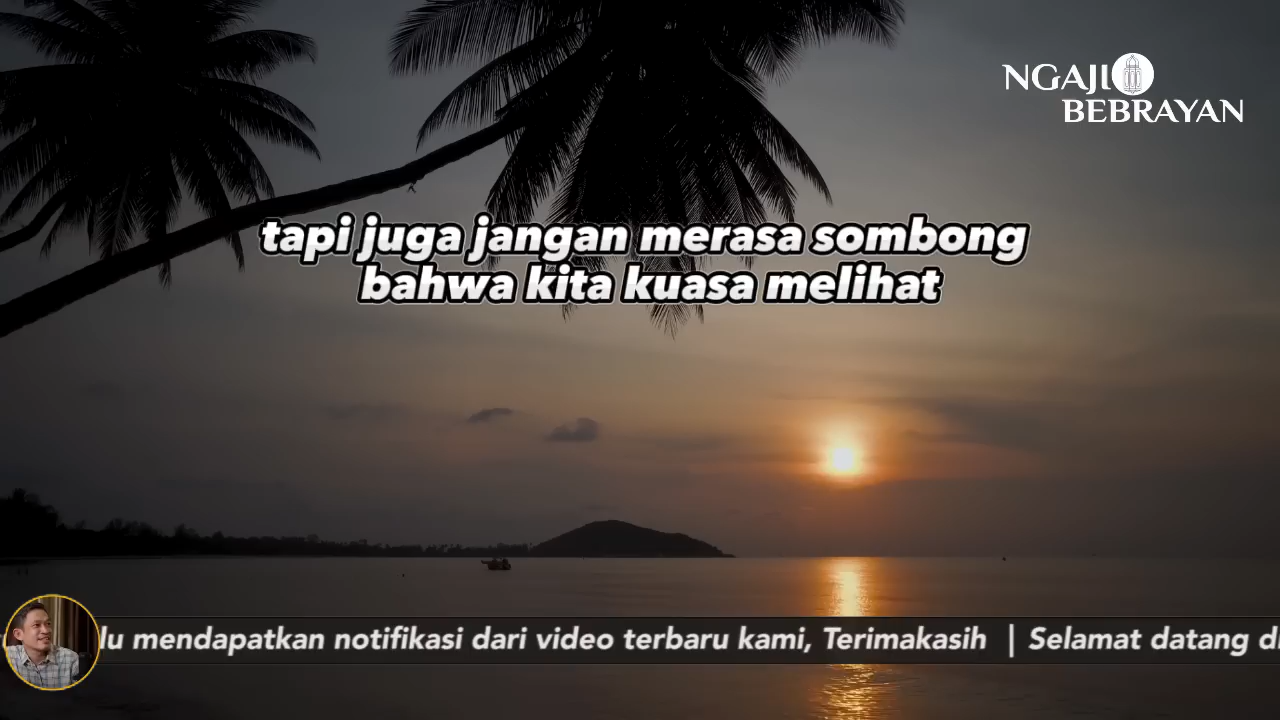 NGAJI
BEBRAYAN
tapi juga jangan merasa sombong
bahwa kita kuasa melihat
lu mendapatkan notifikasi dari video terbaru kami, Terimakasih | Selamat datang d